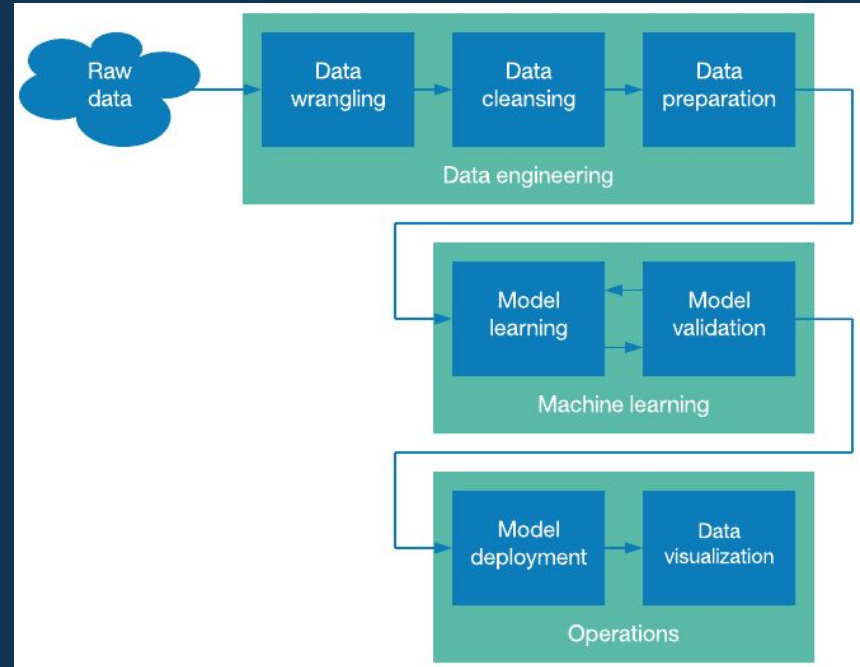 Raw
data
Data
wrangling
Data
cleansing
Data
preparation
Data engineering
Model
learning
Model
validation
Machine learning
Model
deployment
Data
visualization
Operations